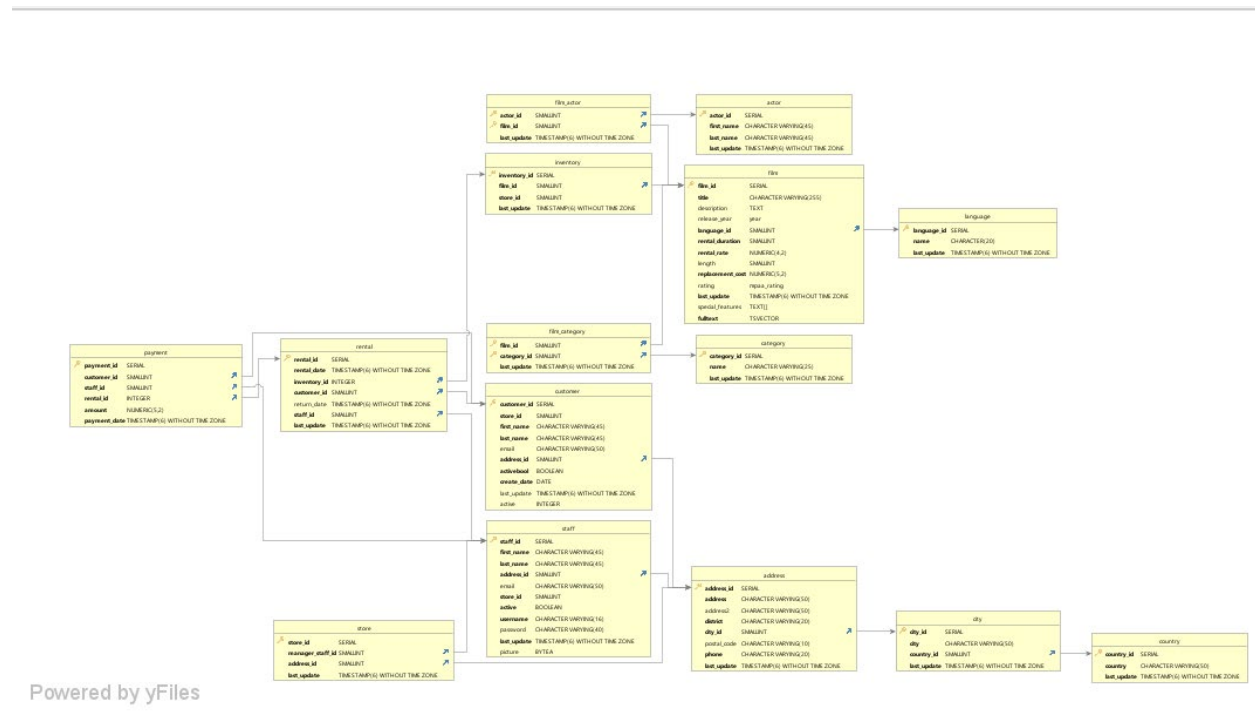 film_actor
actor_id SMALLINT
film_id SMALLINT
last_update TIMESTAMP(6) WITHOUT TIME ZONE
actor
actor_id SERIAL
first_name CHARACTER VARYING(45)
last_name CHARACTER VARYING(45)
last_update TIMESTAMP(6) WITHOUT TIME ZONE
inventory
inventory_id SERIAL
film_id SMALLINT
store_id SMALLINT
last_update TIMESTAMP(6) WITHOUT TIME ZONE
film
film_id SERIAL
title CHARACTER VARYING(255)
description TEXT
release_year year
language_id SMALLINT
rental_duration SMALLINT
rental_rate NUMERIC(4,2)
length SMALLINT
replacement_cost NUMERIC(5,2)
rating mpaa_rating
last_update TIMESTAMP(6) WITHOUT TIME ZONE
special_features TEXT[]
fulltext TSVECTOR
language
language_id SERIAL
name CHARACTER(20)
last_update TIMESTAMP(6) WITHOUT TIME ZONE
film_category
film_id SMALLINT
category_id SMALLINT
last_update TIMESTAMP(6) WITHOUT TIME ZONE
category
category_id SERIAL
name CHARACTER VARYING(25)
last_update TIMESTAMP(6) WITHOUT TIME ZONE
payment
payment_id SERIAL
customer_id SMALLINT
staff_id SMALLINT
rental_id INTEGER
amount NUMERIC(5,2)
payment_date TIMESTAMP(6) WITHOUT TIME ZONE
rental
rental_id SERIAL
rental_date TIMESTAMP(6) WITHOUT TIME ZONE
inventory_id INTEGER
customer_id SMALLINT
return_date TIMESTAMP(6) WITHOUT TIME ZONE
staff_id SMALLINT
last_update TIMESTAMP(6) WITHOUT TIME ZONE
customer
customer_id SERIAL
store_id SMALLINT
first_name CHARACTER VARYING(45)
last_name CHARACTER VARYING(45)
email CHARACTER VARYING(50)
address_id SMALLINT
activebool BOOLEAN
create_date DATE
last_update TIMESTAMP(6) WITHOUT TIME ZONE
active INTEGER
staff
staff_id SERIAL
first_name CHARACTER VARYING(45)
last_name CHARACTER VARYING(45)
address_id SMALLINT
email CHARACTER VARYING(50)
store_id SMALLINT
active BOOLEAN
username CHARACTER VARYING(16)
password CHARACTER VARYING(40)
last_update TIMESTAMP(6) WITHOUT TIME ZONE
picture BYTEA
store
store_id SERIAL
manager_staff_id SMALLINT
address_id SMALLINT
last_update TIMESTAMP(6) WITHOUT TIME ZONE
address
address_id SERIAL
address CHARACTER VARYING(50)
address2 CHARACTER VARYING(50)
district CHARACTER VARYING(20)
city_id SMALLINT
postal_code CHARACTER VARYING(10)
phone CHARACTER VARYING(20)
last_update TIMESTAMP(6) WITHOUT TIME ZONE
city
city_id SERIAL
city CHARACTER VARYING(50)
country_id SMALLINT
last_update TIMESTAMP(6) WITHOUT TIME ZONE
country
country_id SERIAL
country CHARACTER VARYING(50)
last_update TIMESTAMP(6) WITHOUT TIME ZONE
Powered by yFiles